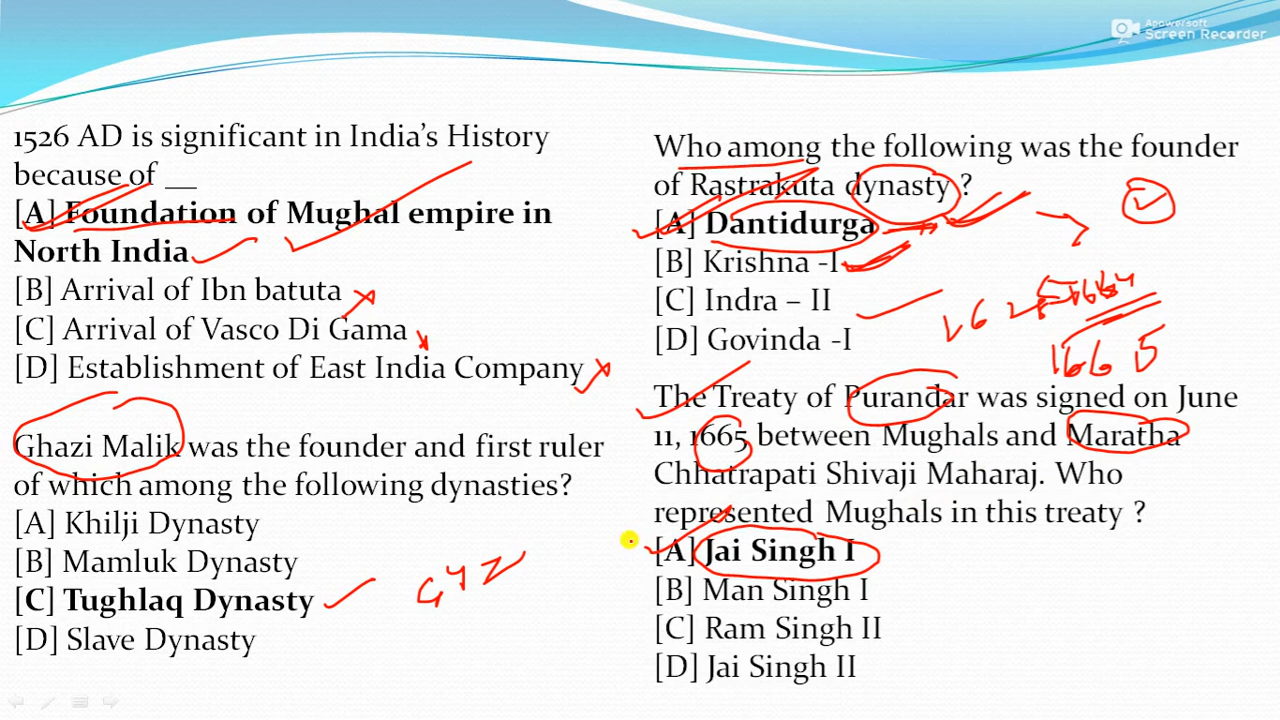 Apowersoft
Screen Recorder
1526 AD is significant in India's History
because of __
[A] Foundation of Mughal empire in
North India
[B] Arrival of Ibn batuta
[C] Arrival of Vasco Di Gama
[D] Establishment of East India Company
Ghazi Malik was the founder and first ruler
of which among the following dynasties?
[A] Khilji Dynasty
[B] Mamluk Dynasty
[C] Tughlaq Dynasty
[D] Slave Dynasty
Who among the following was the founder
of Rastrakuta dynasty ?
[A] Dantidurga
[B] Krishna -I
[C] Indra – II
[D] Govinda -I
1665
The Treaty of Purandar was signed on June
11, 1665 between Mughals and Maratha
Chhatrapati Shivaji Maharaj. Who
represented Mughals in this treaty ?
[A] Jai Singh I
[B] Man Singh I
[C] Ram Singh II
[D] Jai Singh II